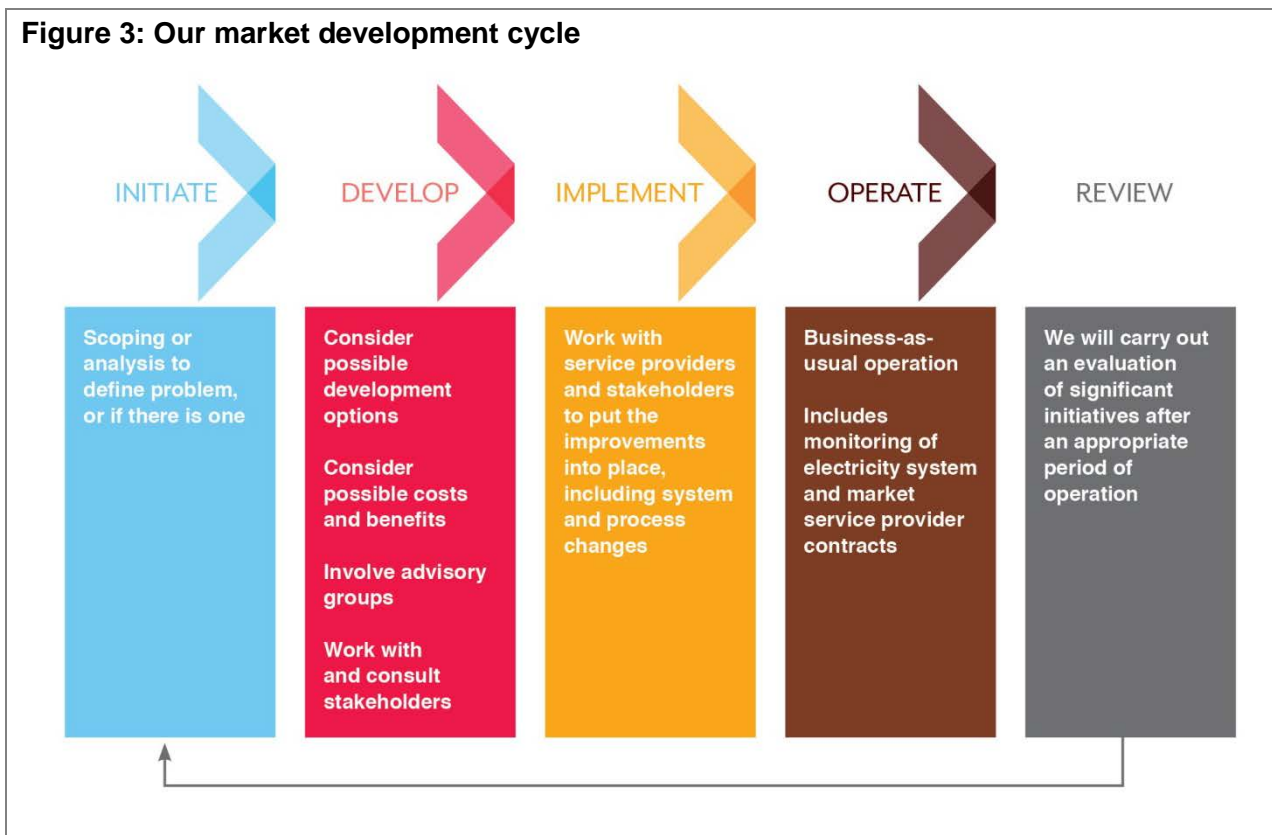 Figure 3: Our market development cycle
INITIATE
DEVELOP
IMPLEMENT
OPERATE
REVIEW
Scoping or
analysis to
define problem,
or if there is one
Consider
possible
development
options
Consider
possible costs
and benefits
Involve advisory
groups
Work with
and consult
stakeholders
Work with
service providers
and stakeholders
to put the
improvements
into place,
including system
and process
changes
Business-as-
usual operation
Includes
monitoring of
electricity system
and market
service provider
contracts
We will carry out
an evaluation
of significant
initiatives after
an appropriate
period of
operation